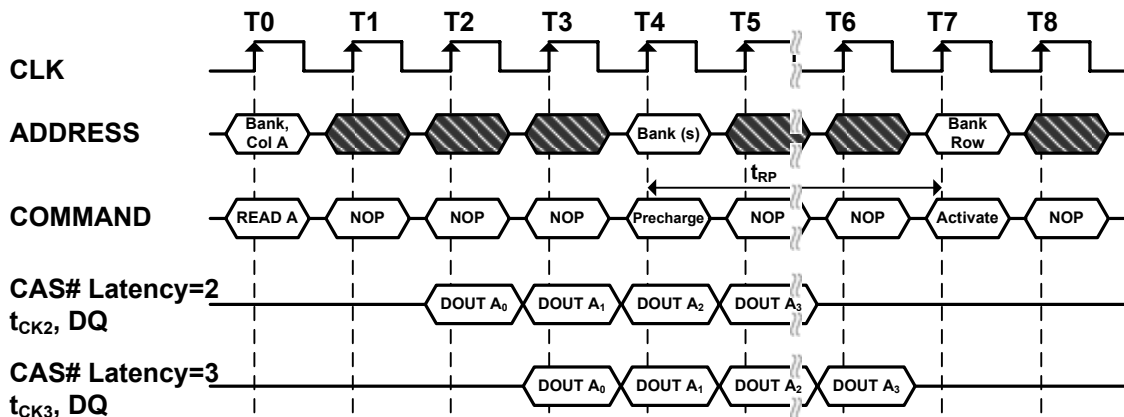 T0 T1 T2 T3 T4 T5 T6 T7 T8
CLK
ADDRESS
Bank,
Col A
Bank (s)
Bank
Row
tRP
COMMAND
READ A NOP NOP NOP Precharge NOP NOP Activate NOP
CAS# Latency=2
tCK2, DQ
DOUT A0 DOUT A1 DOUT A2 DOUT A3
CAS# Latency=3
tCK3, DQ
DOUT A0 DOUT A1 DOUT A2 DOUT A3